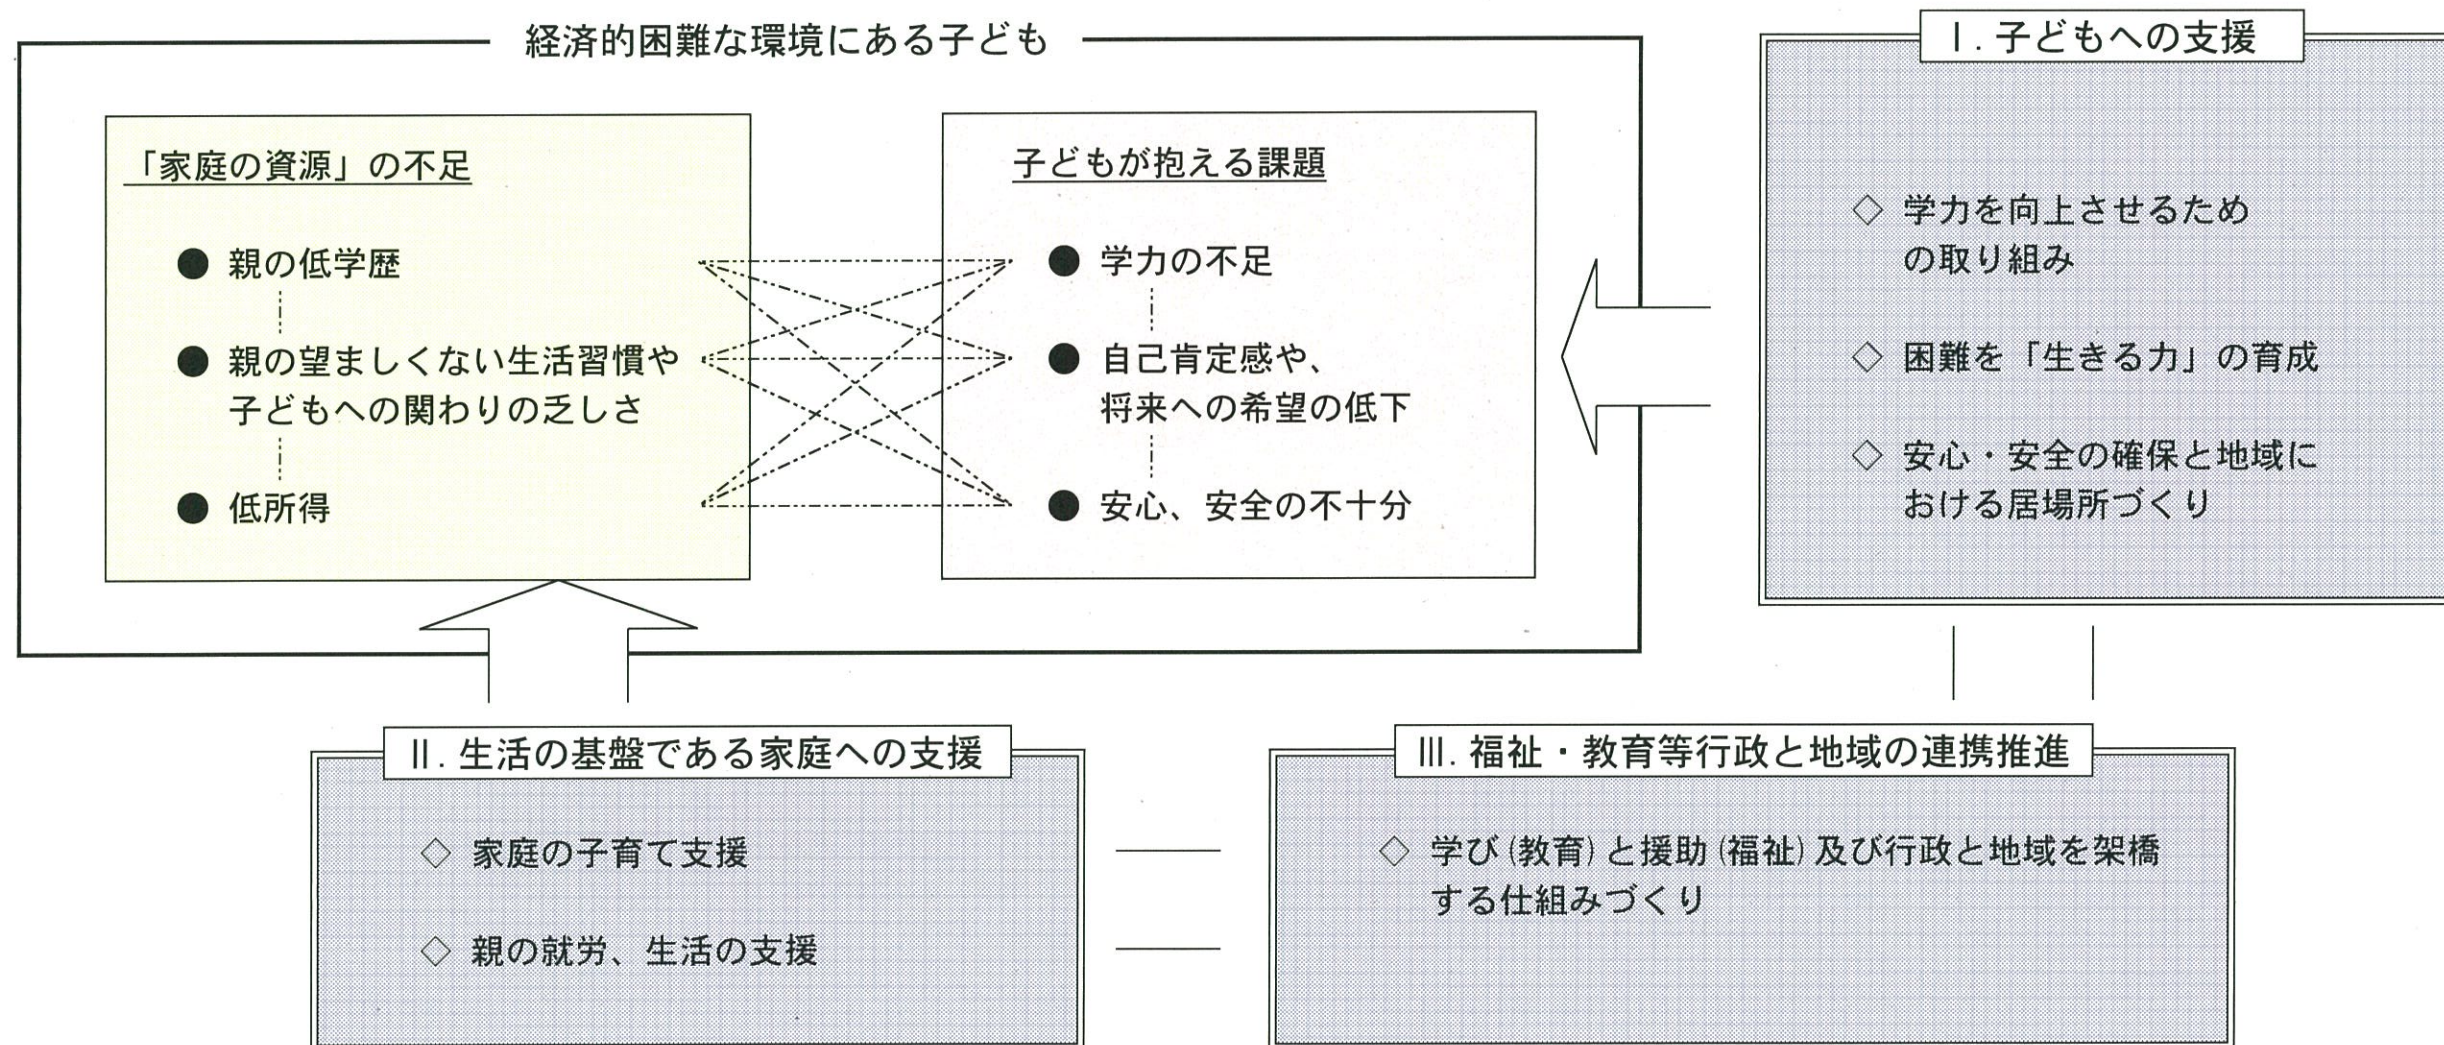 経済的困難な環境にある子ども
「家庭の資源」の不足
● 親の低学歴
● 親の望ましくない生活習慣や
子どもへの関わりの乏しさ
● 低所得
子どもが抱える課題
● 学力の不足
● 自己肯定感や、
将来への希望の低下
● 安心、安全の不十分
Ⅰ. 子どもへの支援
◇ 学力を向上させるため
の取り組み
◇ 困難を「生きる力」の育成
◇ 安心・安全の確保と地域に
おける居場所づくり
Ⅱ. 生活の基盤である家庭への支援
◇ 家庭の子育て支援
◇ 親の就労、生活の支援
Ⅲ. 福祉・教育等行政と地域の連携推進
◇ 学び(教育)と援助(福祉)及び行政と地域を架橋
する仕組みづくり